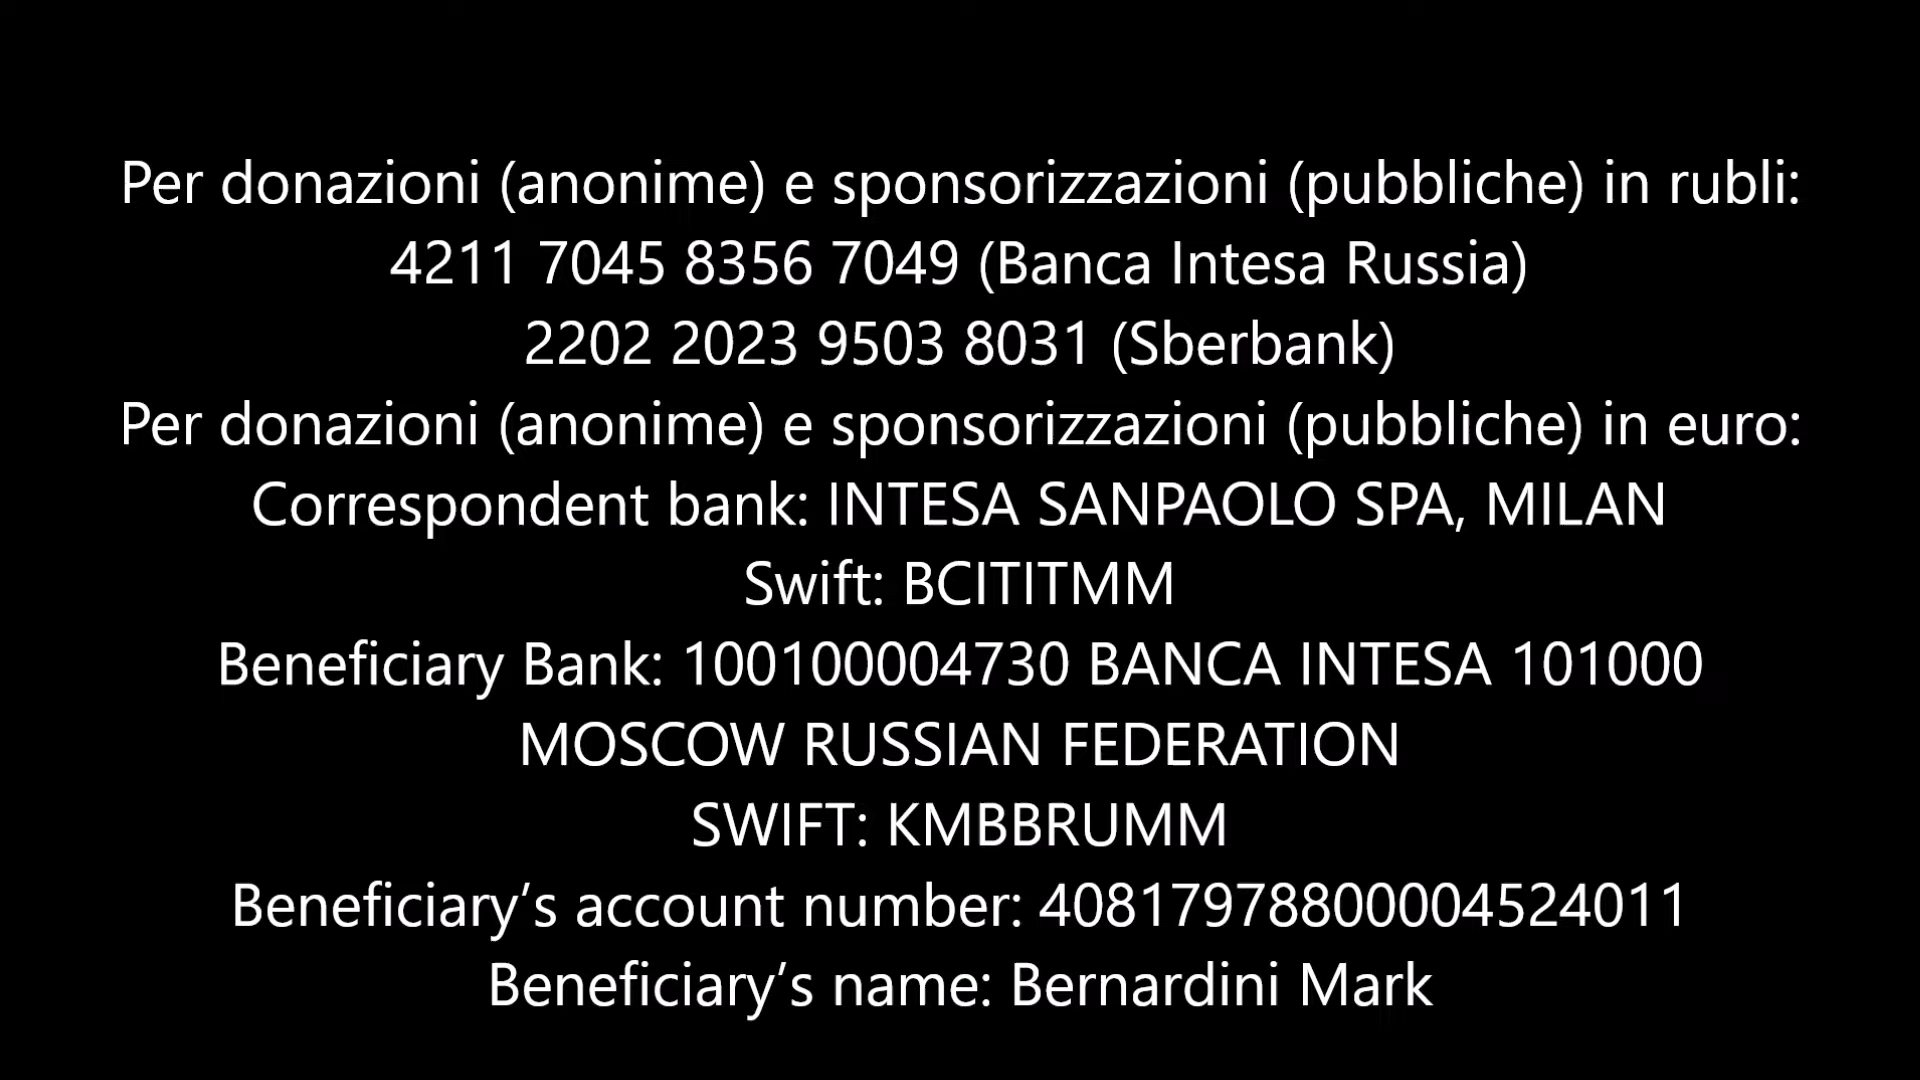 Per donazioni (anonime) e sponsorizzazioni (pubbliche) in rubli:
4211 7045 8356 7049 (Banca Intesa Russia)
2202 2023 9503 8031 (Sberbank)
Per donazioni (anonime) e sponsorizzazioni (pubbliche) in euro:
Correspondent bank: INTESA SANPAOLO SPA, MILAN
Swift: BCITITMM
Beneficiary Bank: 100100004730 BANCA INTESA 101000
MOSCOW RUSSIAN FEDERATION
SWIFT: KMBBRUMM
Beneficiary’s account number: 40817978800004524011
Beneficiary’s name: Bernardini Mark